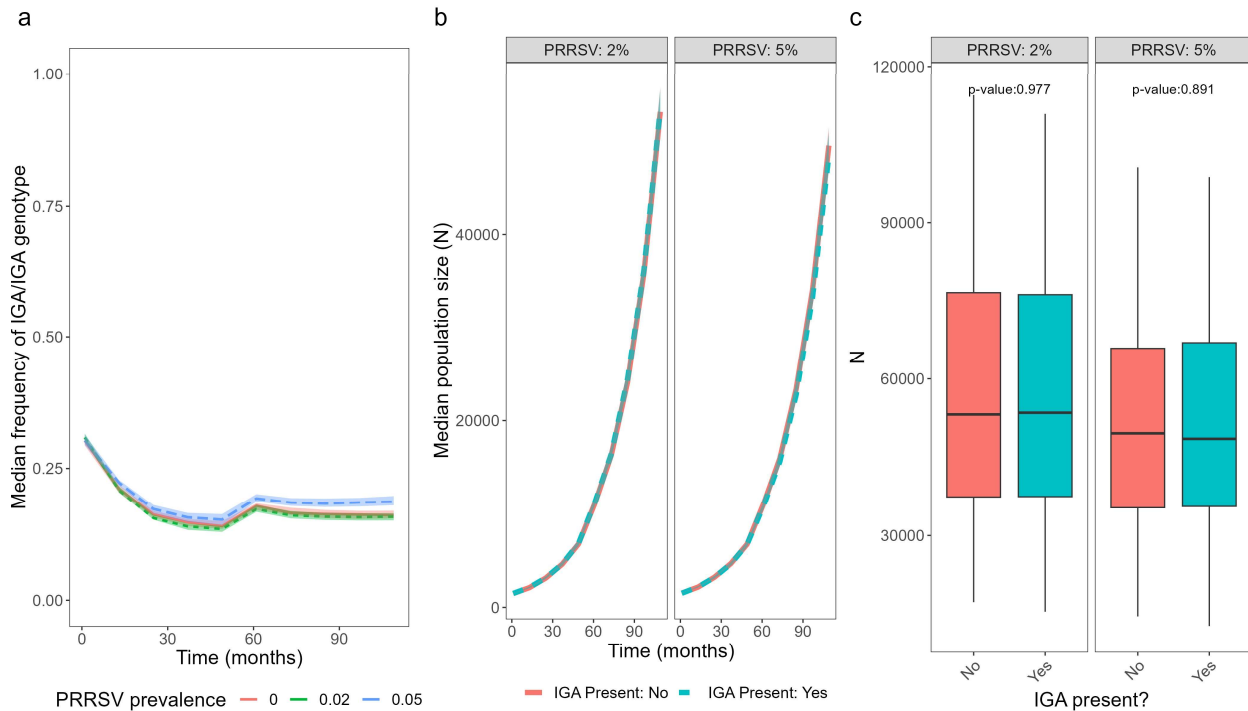 a
Median frequency of IGA/IGA genotype
1.00
0.75
0.50
0.25
0.00
0 30 60 90
Time (months)
PRRSV prevalence 0 0.02 0.05
b
PRRSV: 2% PRRSV: 5%
Median population size (N)
40000
20000
0
0 30 60 90 0 30 60 90
Time (months)
IGA Present: No IGA Present: Yes
c
PRRSV: 2% PRRSV: 5%
p-value:0.977 p-value:0.891
N
120000
90000
60000
30000
No Yes No Yes
IGA present?